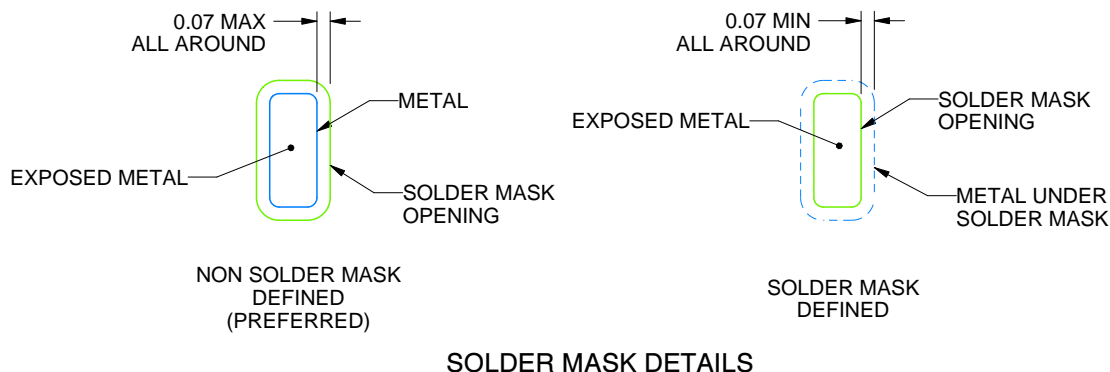 0.07 MAX
ALL AROUND
METAL
EXPOSED METAL
SOLDER MASK
OPENING
NON SOLDER MASK
DEFINED
(PREFERRED)
0.07 MIN
ALL AROUND
SOLDER MASK
OPENING
EXPOSED METAL
METAL UNDER
SOLDER MASK
SOLDER MASK
DEFINED
SOLDER MASK DETAILS